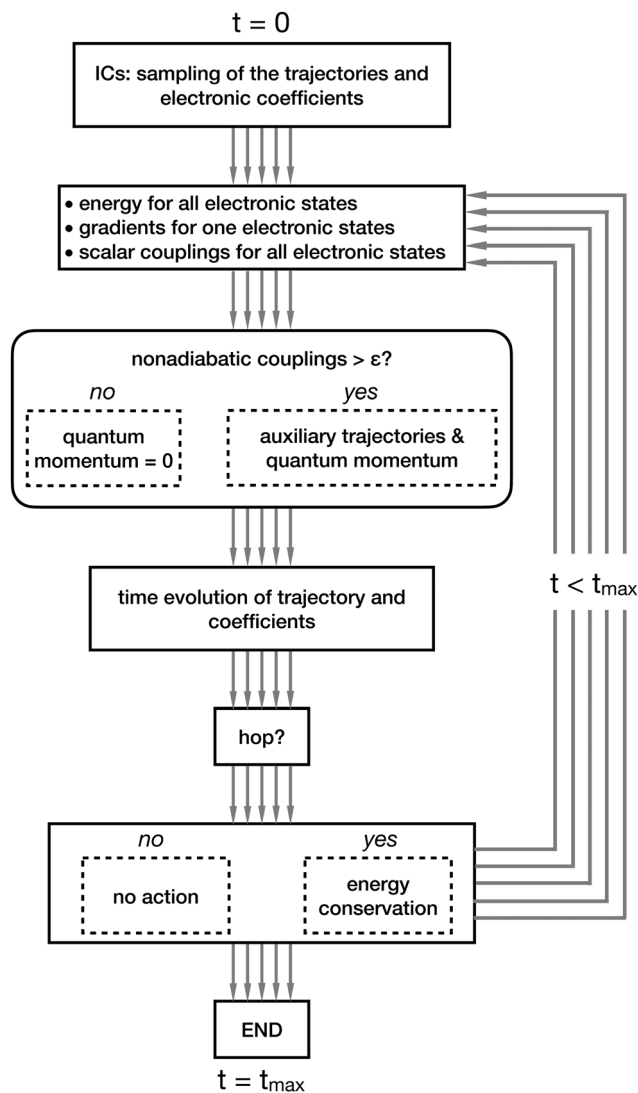 t = 0
ICs: sampling of the trajectories and
electronic coefficients
• energy for all electronic states
• gradients for one electronic states
• scalar couplings for all electronic states
nonadiabatic couplings > ε?
no
yes
quantum
momentum = 0
auxiliary trajectories &
quantum momentum
t < tmax
time evolution of trajectory and
coefficients
hop?
no
yes
no action
energy
conservation
END
t = tmax